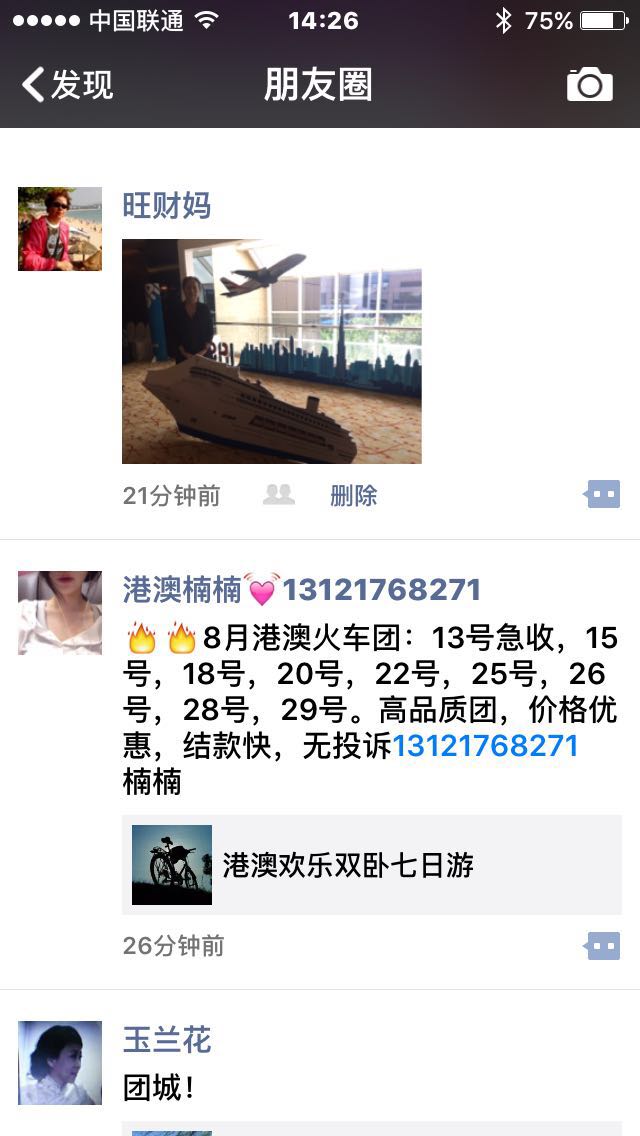 中国联通 14:26 75%
发现 朋友圈
旺财妈
21分钟前 删除
港澳楠楠💓13121768271
🔥🔥8月港澳火车团：13号急收，15
号，18号，20号，22号，25号，26
号，28号，29号。高品质团，价格优
惠，结款快，无投诉13121768271
楠楠
港澳欢乐双卧七日游
26分钟前
玉兰花
团城！